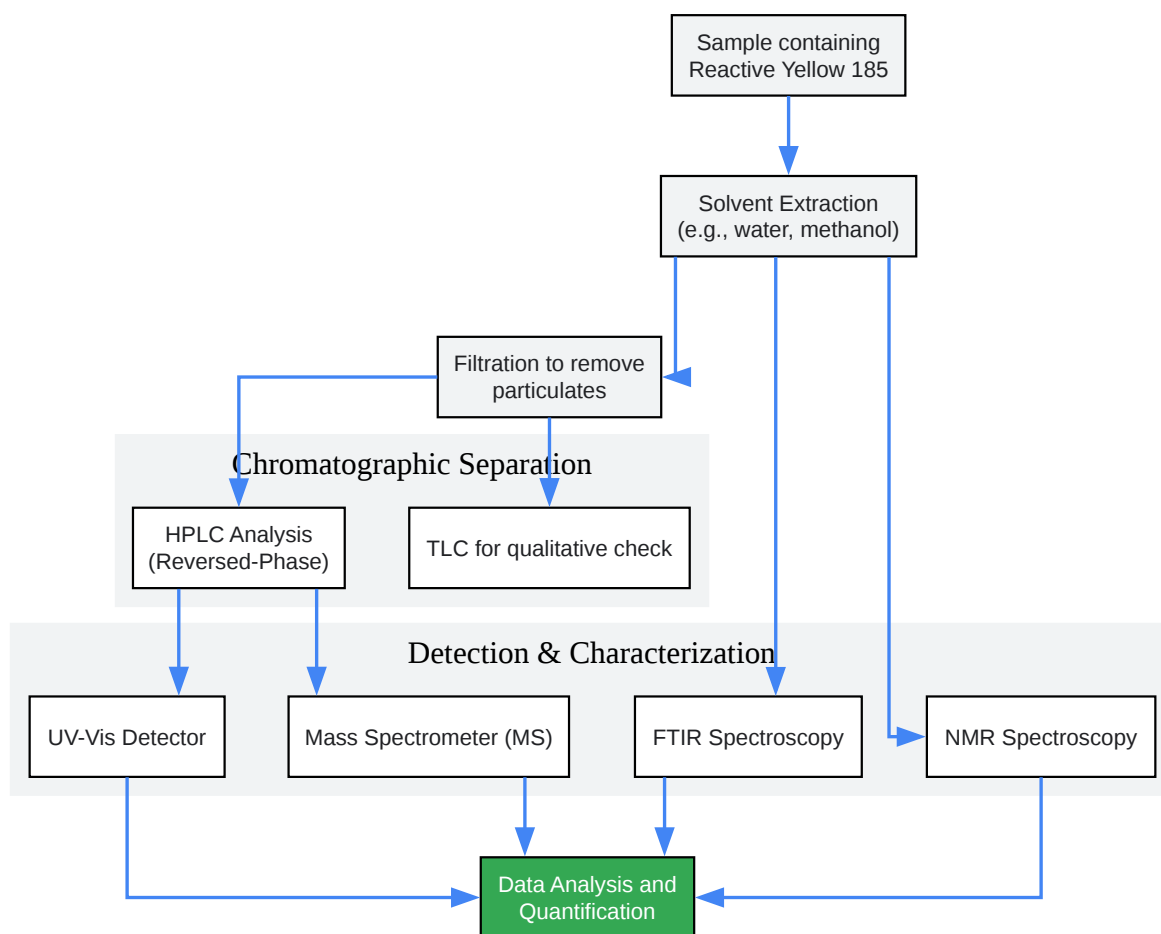 Sample containing
Reactive Yellow 185
Solvent Extraction
(e.g., water, methanol)
Filtration to remove
particulates
Chromatographic Separation
HPLC Analysis
(Reversed-Phase)
TLC for qualitative check
Detection & Characterization
UV-Vis Detector
Mass Spectrometer (MS)
FTIR Spectroscopy
NMR Spectroscopy
Data Analysis and
Quantification